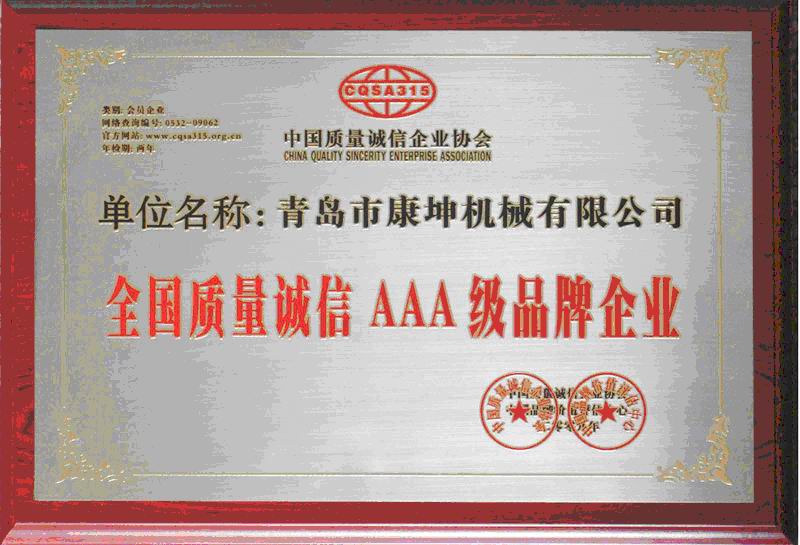 类别: 会员企业
网络查询编号: 0532-09062
官方网站: www.cqsa315.org.cn
年检期: 两年
CQSA315
中国质量诚信企业协会
CHINA QUALITY SINCERITY ENTERPRISE ASSOCIATION
单位名称: 青岛市康坤机械有限公司
全国质量诚信 AAA 级品牌企业